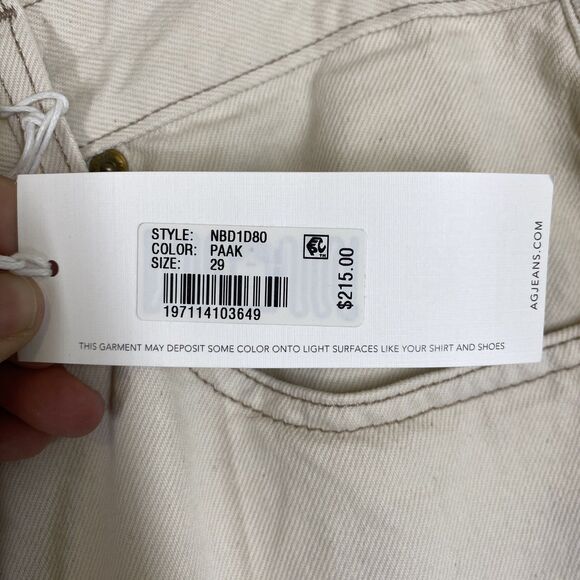 STYLE: NBD1D80
COLOR: PAAK
SIZE: 29
$215.00
197114103649
THIS GARMENT MAY DEPOSIT SOME COLOR ONTO LIGHT SURFACES LIKE YOUR SHIRT AND SHOES
AGJEANS.COM